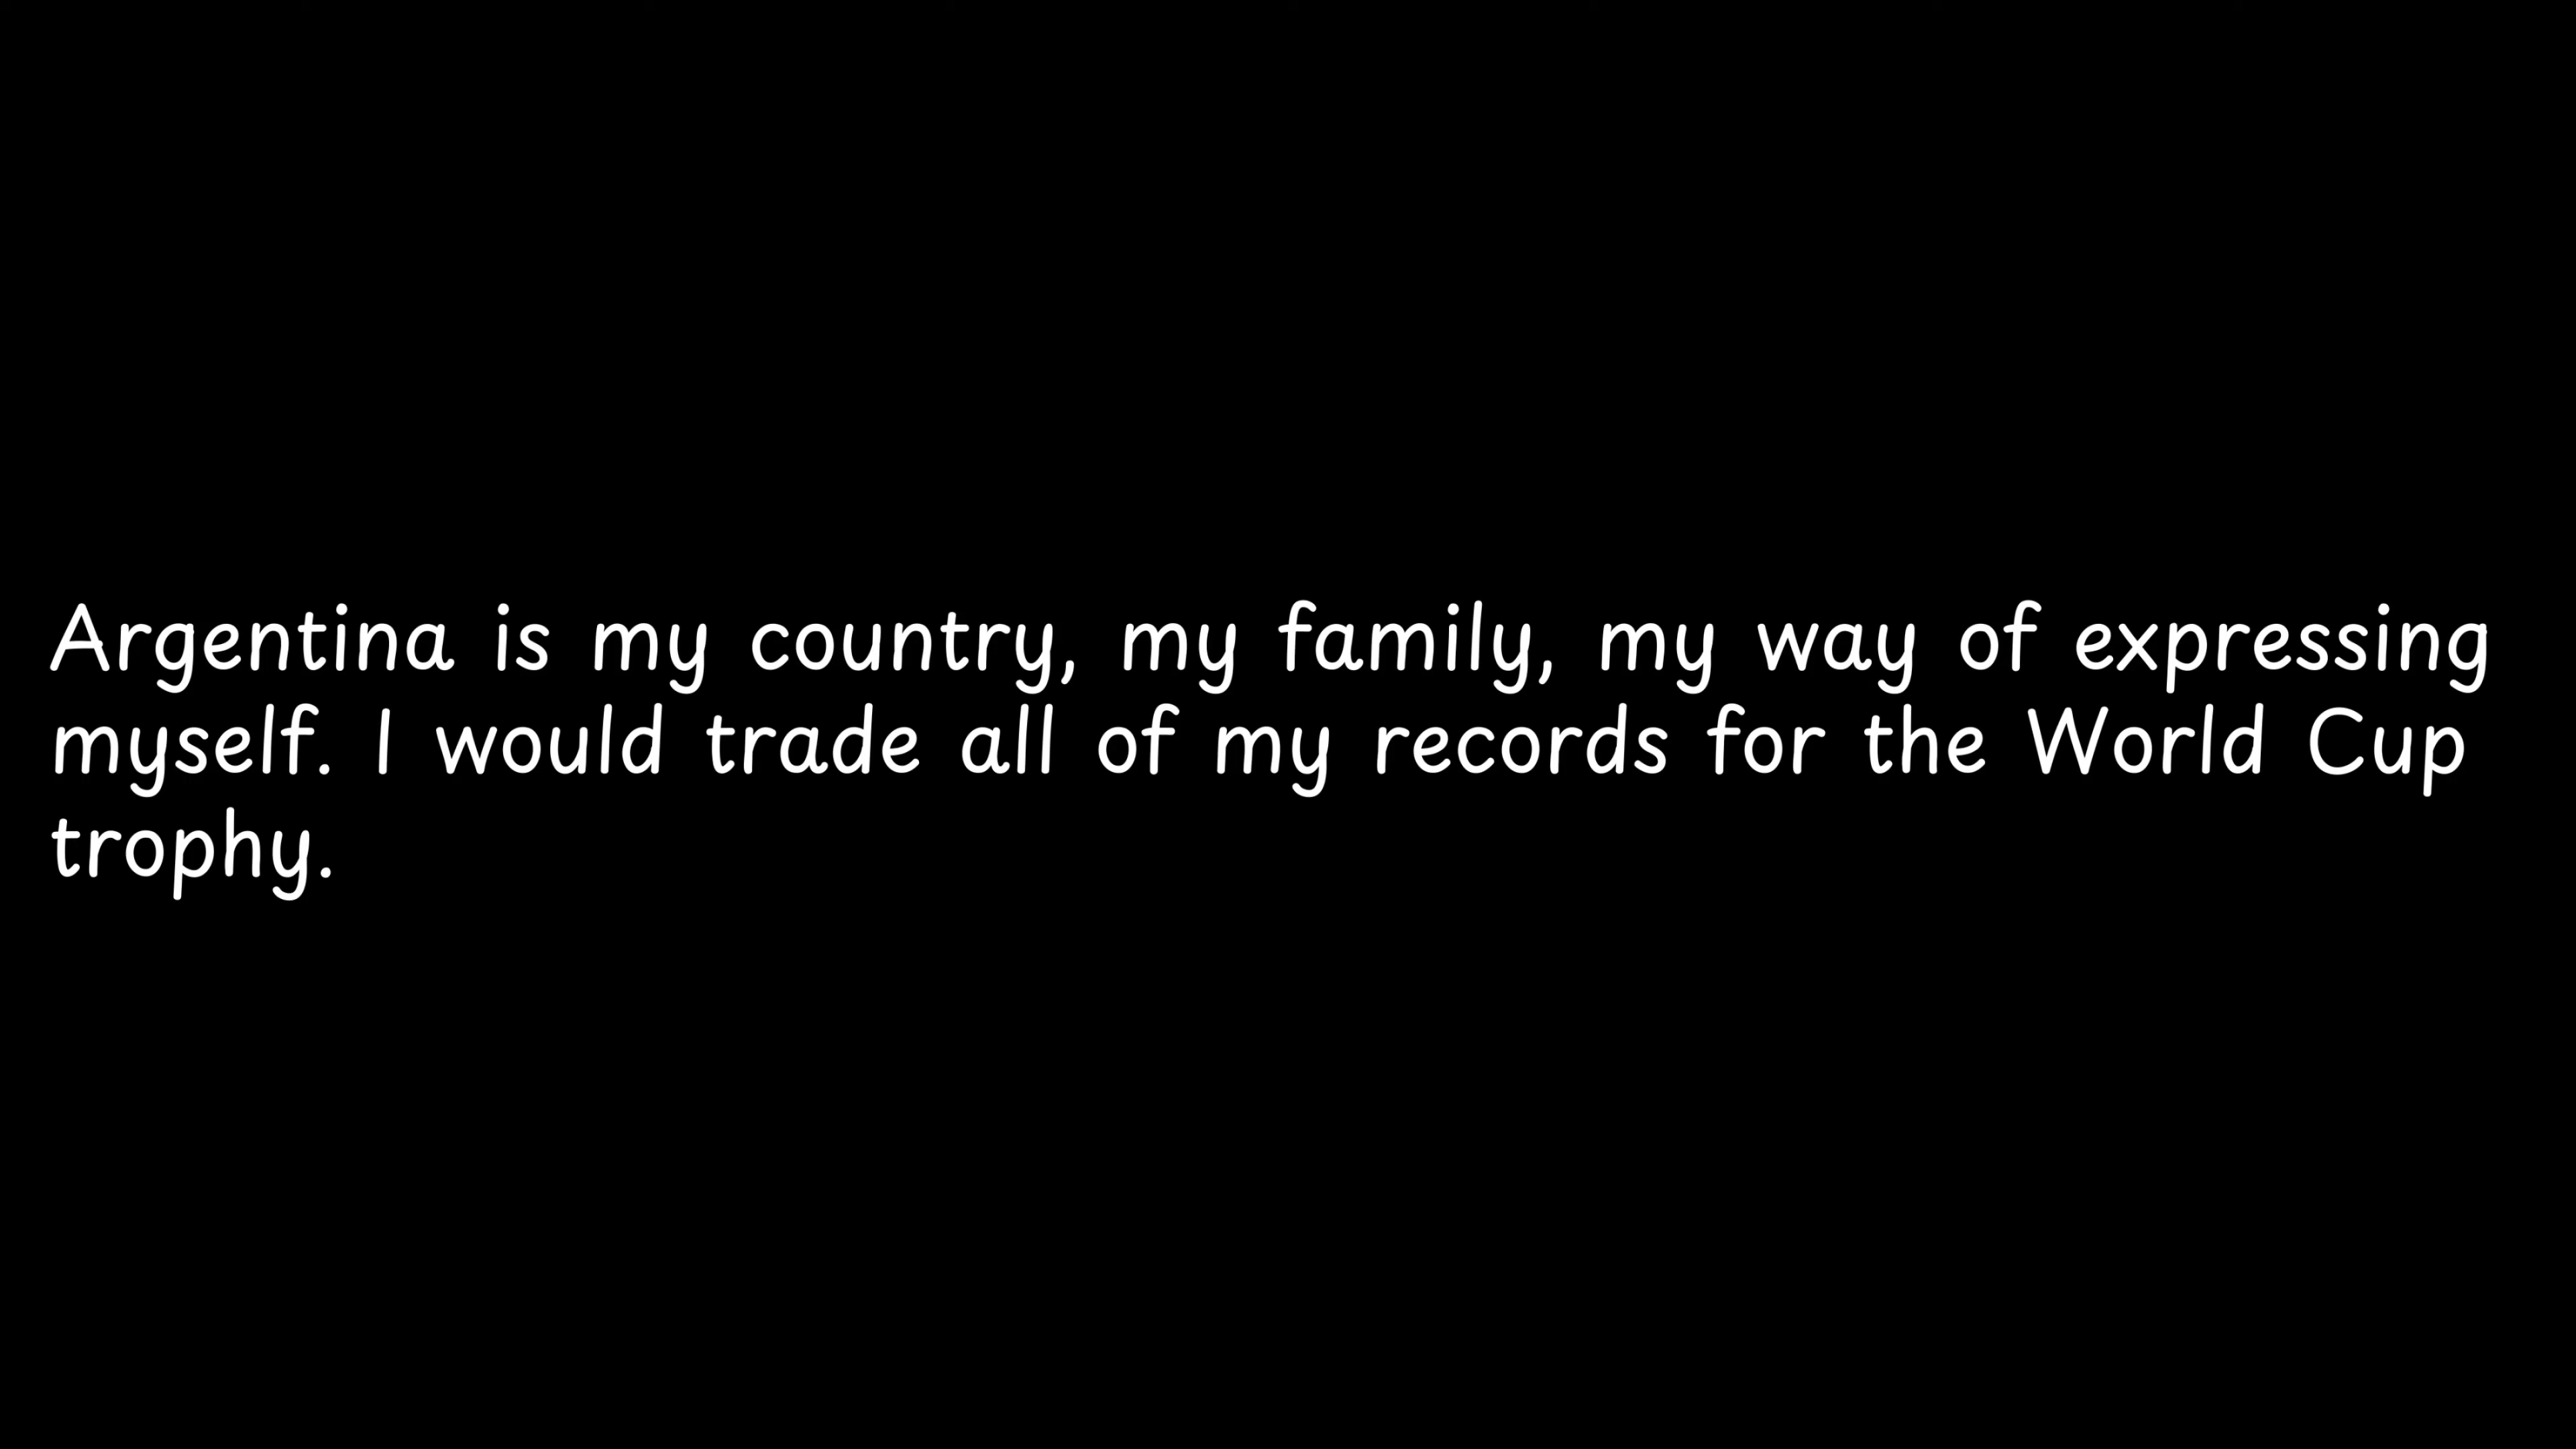 Argentina is my country, my family, my way of expressing
myself. I would trade all of my records for the World Cup
trophy.